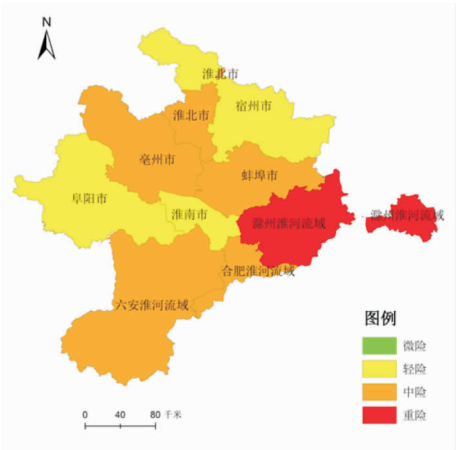 N
淮北市
宿州市
淮北市
亳州市
蚌埠市
阜阳市
淮南市
滁州淮河流域
滁州淮河流域
合肥淮河流域
六安淮河流域
图例
微险
轻险
中险
重险
0 40 80 千米